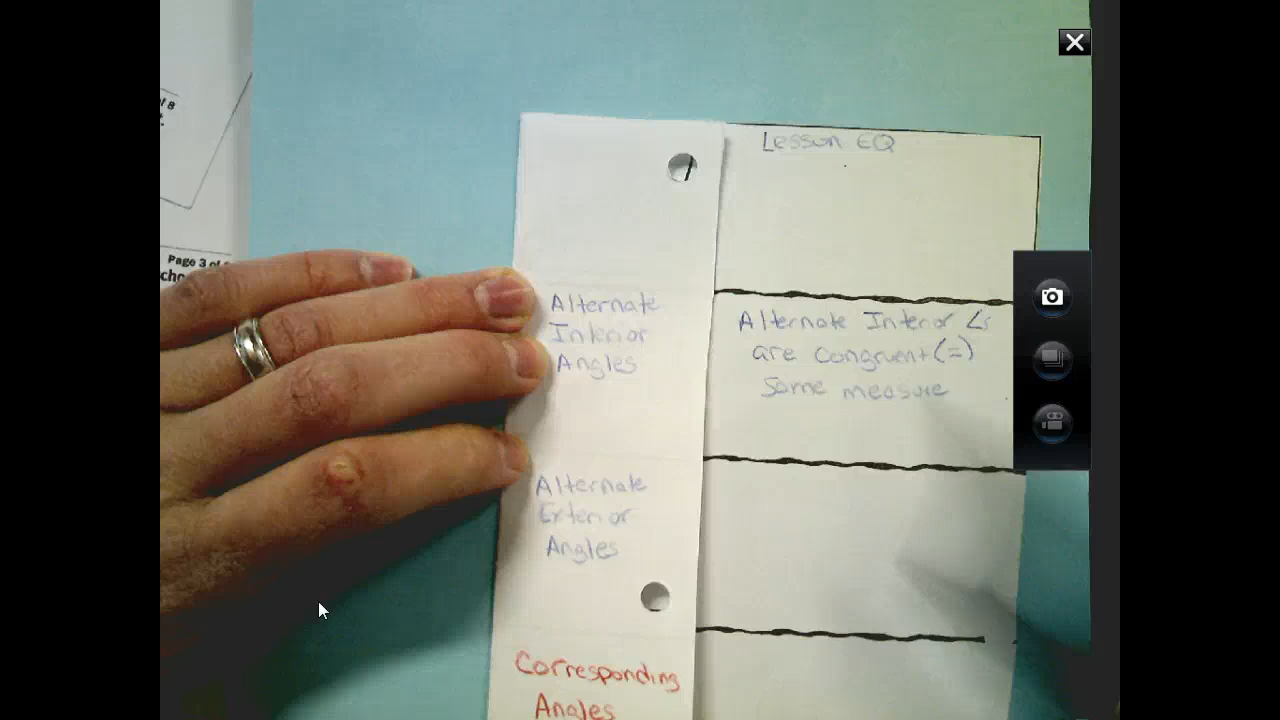 Page 3 of
Lesson EQ
Alternate
Interior
Angles
Alternate Interior ∠s
are congruent (=)
Same measure
Alternate
Exterior
Angles
Corresponding
Angles